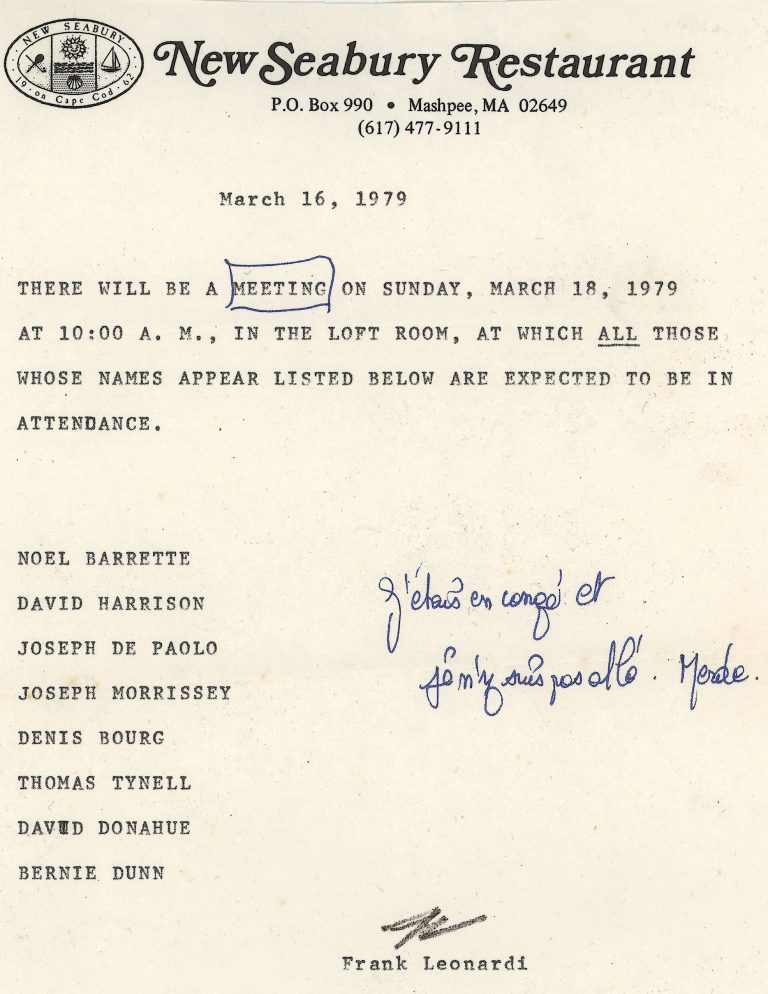 NEW SEABURY
19 · on Cape Cod · 62
New Seabury Restaurant
P.O. Box 990 • Mashpee, MA 02649
(617) 477-9111
March 16, 1979
THERE WILL BE A MEETING ON SUNDAY, MARCH 18, 1979
AT 10:00 A. M., IN THE LOFT ROOM, AT WHICH ALL THOSE
WHOSE NAMES APPEAR LISTED BELOW ARE EXPECTED TO BE IN
ATTENDANCE.
NOEL BARRETTE
DAVID HARRISON
J'étais en congé et
JOSEPH DE PAOLO
je n'y suis pas allé. Merde.
JOSEPH MORRISSEY
DENIS BOURG
THOMAS TYNELL
DAVID DONAHUE
BERNIE DUNN
Frank Leonardi